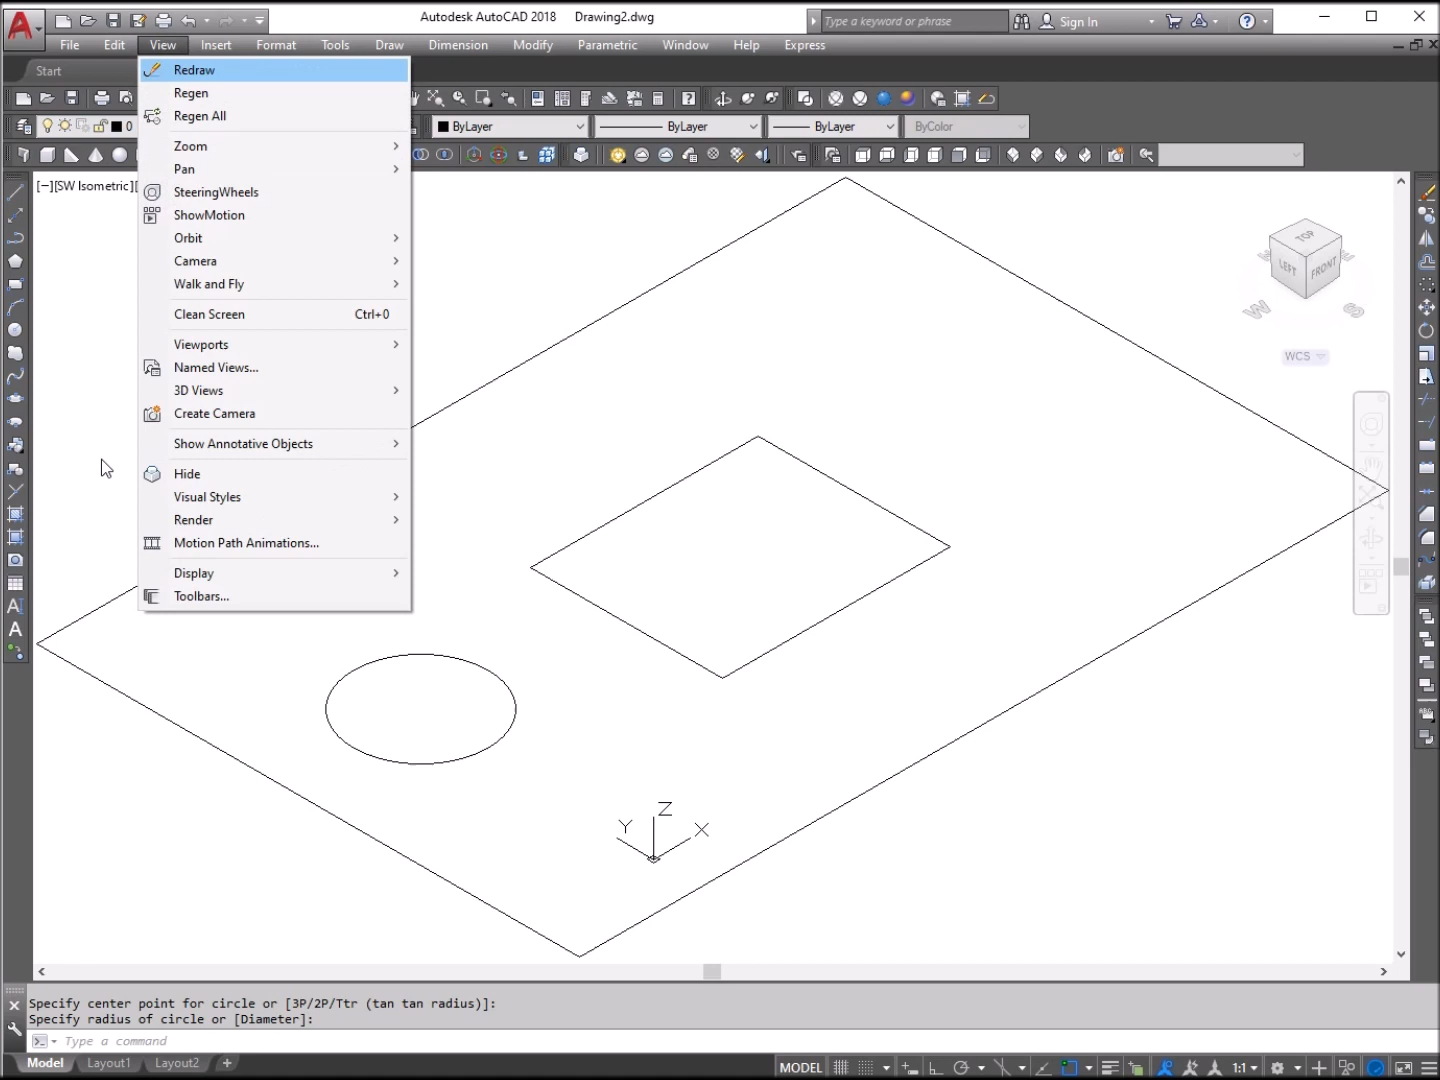 Autodesk AutoCAD 2018 Drawing2.dwg
Type a keyword or phrase
Sign In
File Edit View Insert Format Tools Draw Dimension Modify Parametric Window Help Express
Start
Redraw
Regen
Regen All
Zoom
Pan
SteeringWheels
ShowMotion
Orbit
Camera
Walk and Fly
Clean Screen Ctrl+0
Viewports
Named Views...
3D Views
Create Camera
Show Annotative Objects
Hide
Visual Styles
Render
Motion Path Animations...
Display
Toolbars...
0
ByLayer
ByLayer
ByLayer
ByColor
[−][SW Isometric][
TOP
LEFT
FRONT
W
S
WCS
Z
Y
X
Specify center point for circle or [3P/2P/Ttr (tan tan radius)]:
Specify radius of circle or [Diameter]:
Type a command
Model Layout1 Layout2 +
MODEL
1:1